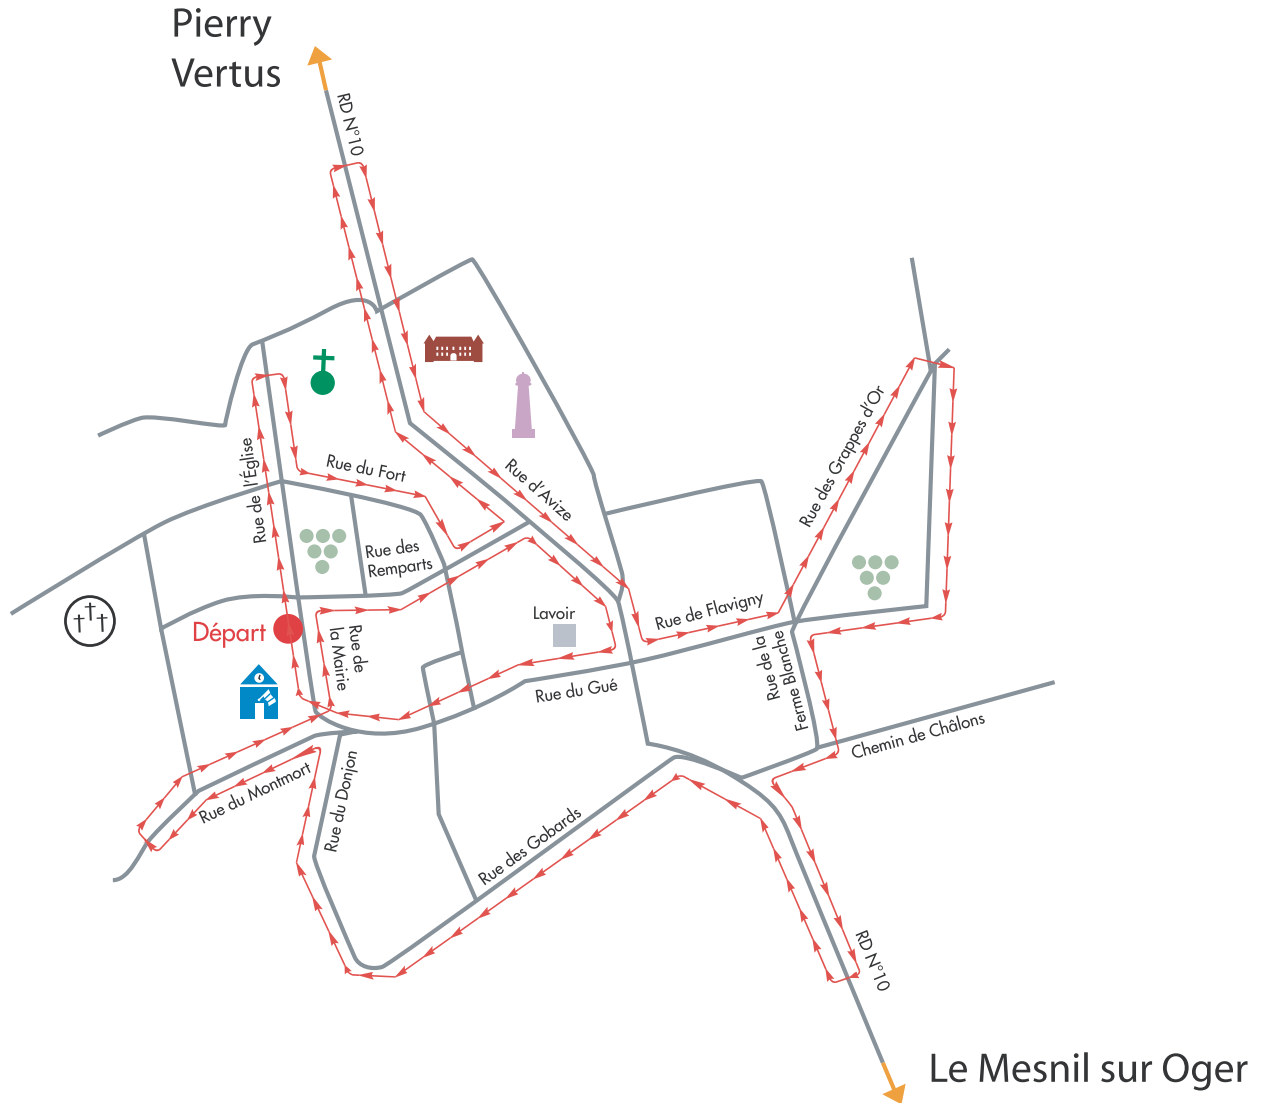 Pierry
Vertus
RD N°10
Rue de l'Église
Rue du Fort
Rue d'Avize
Rue des Grappes d'Or
Rue des
Remparts
Départ
Rue de
la Mairie
Lavoir
Rue de Flavigny
Rue de la
Ferme Blanche
Rue du Gué
Chemin de Châlons
Rue du Montmort
Rue du Donjon
Rue des Gobards
RD N°10
Le Mesnil sur Oger